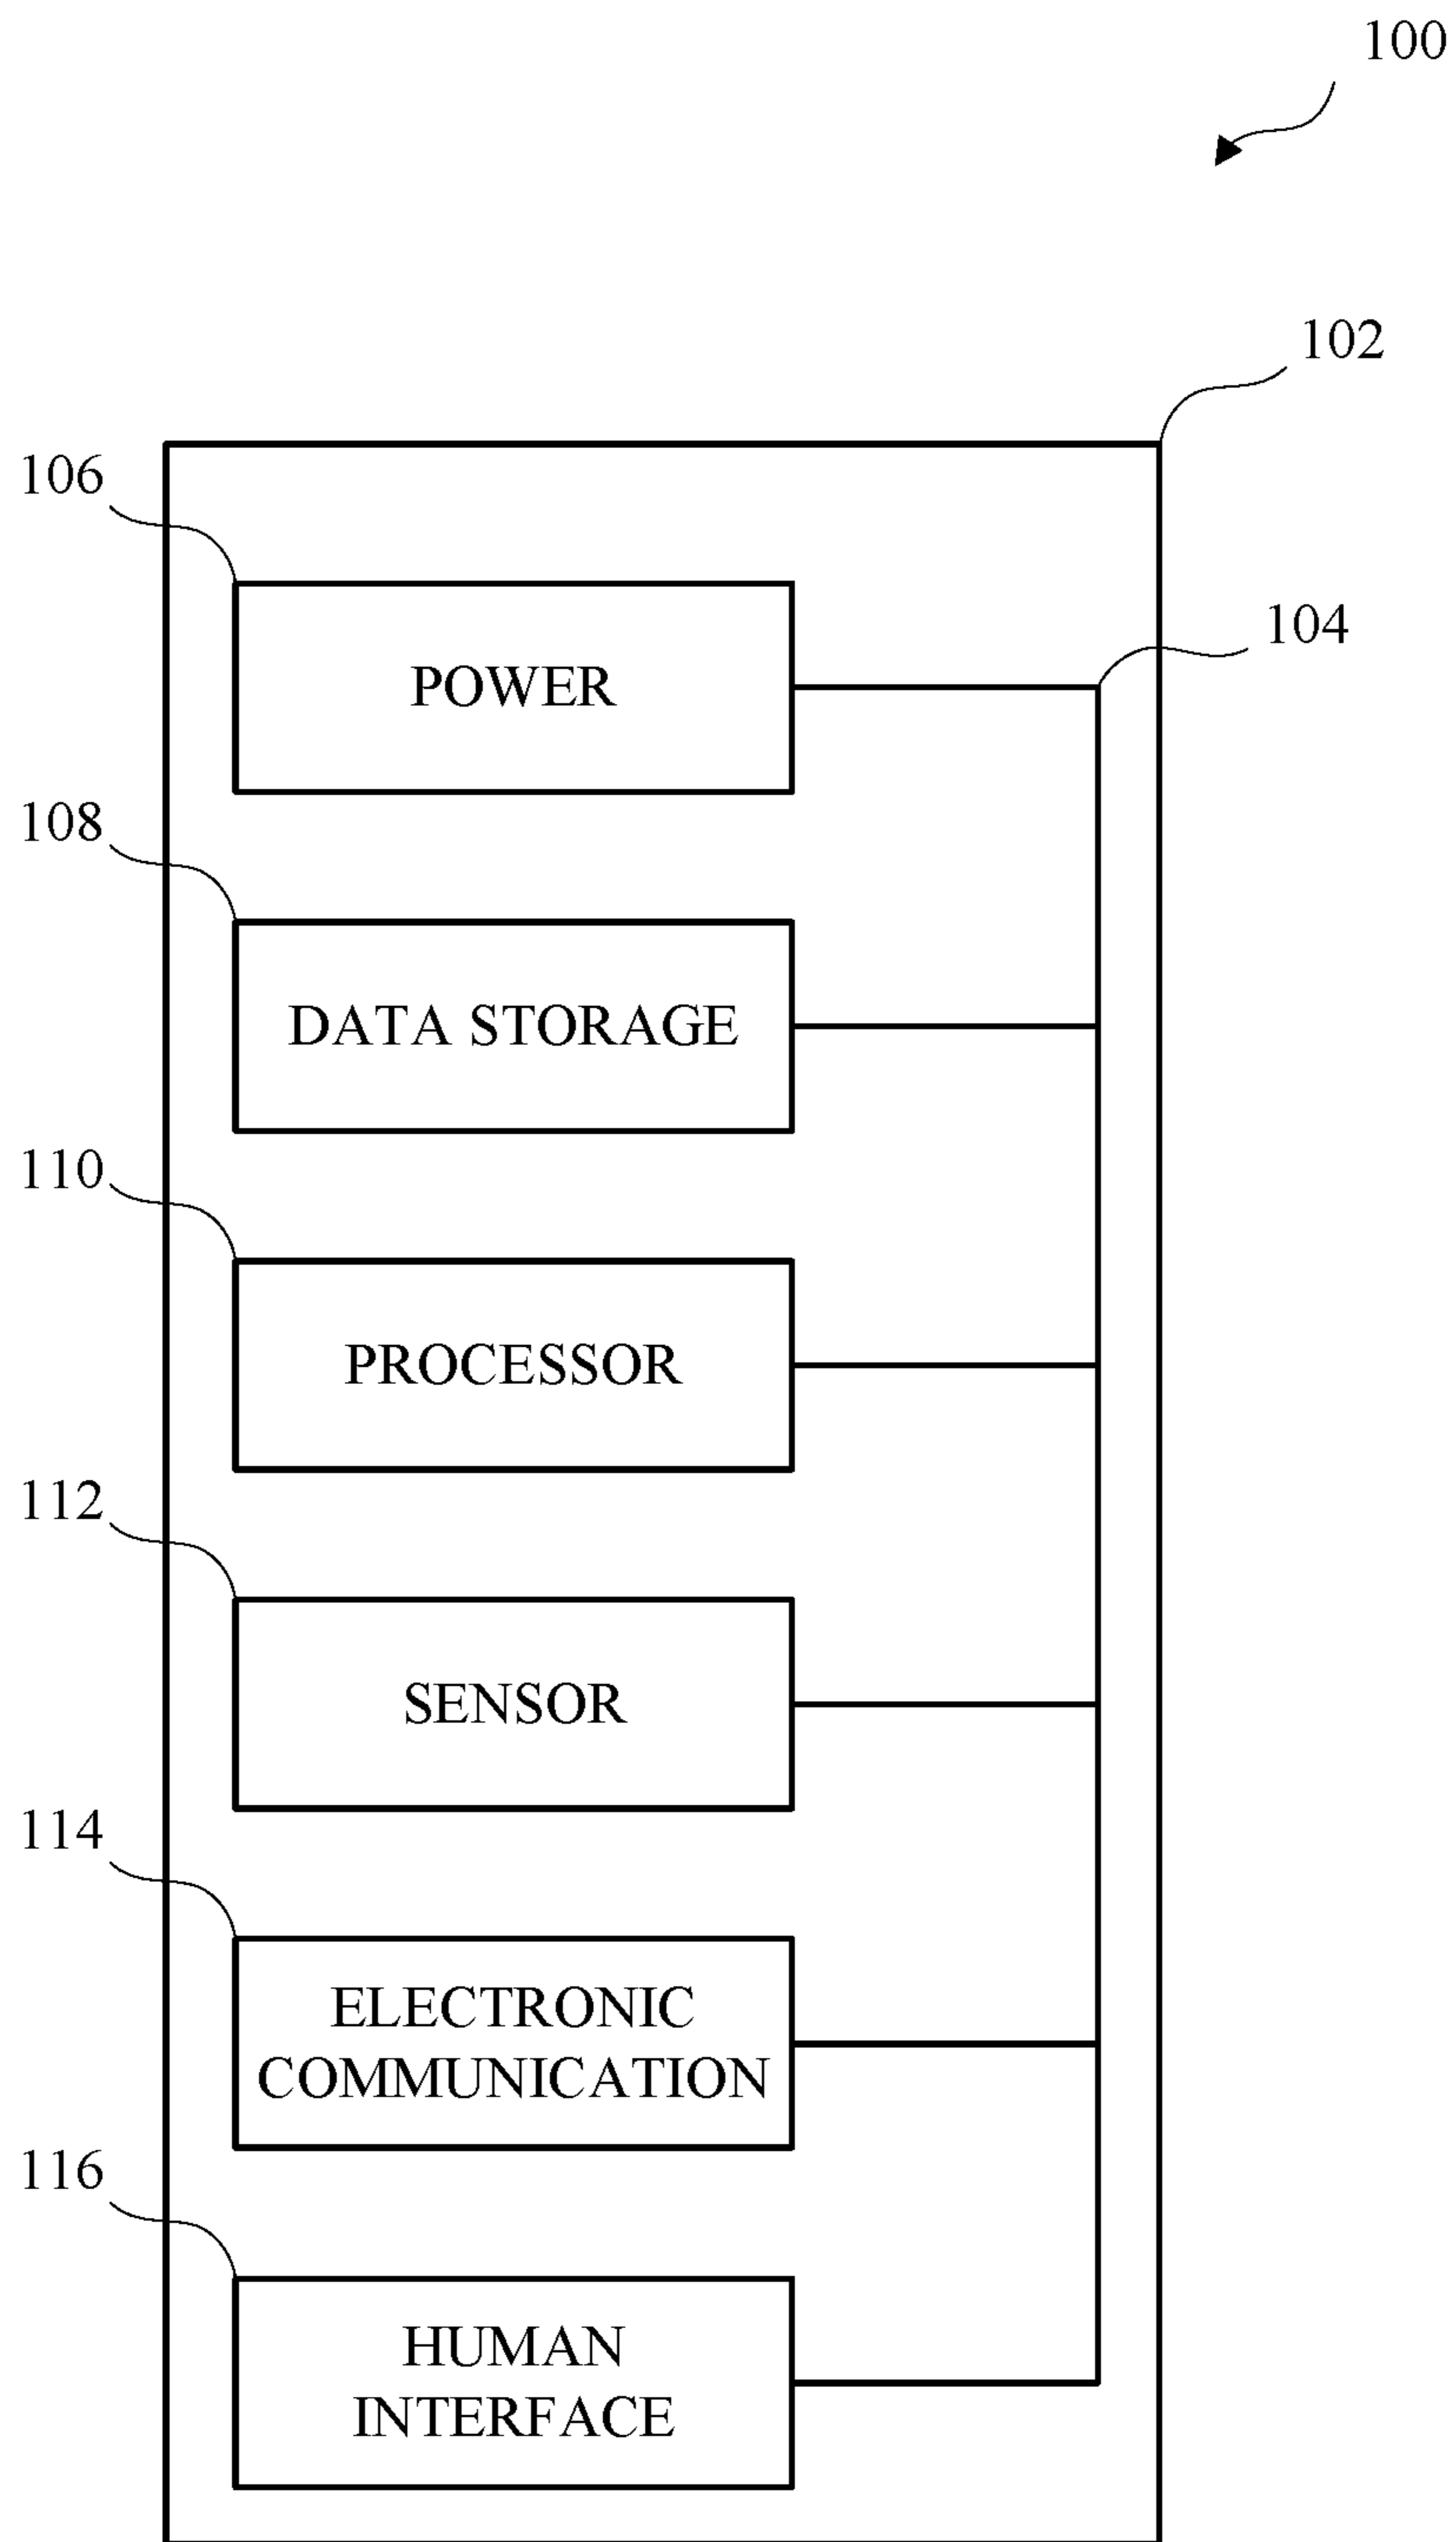 100
102
106
104
POWER
108
DATA STORAGE
110
PROCESSOR
112
SENSOR
114
ELECTRONIC
COMMUNICATION
116
HUMAN
INTERFACE